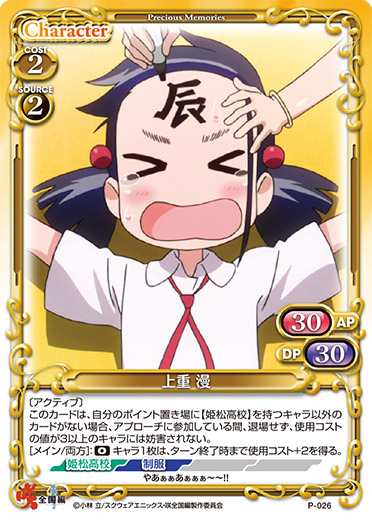 Precious Memories
Character
COST
2
SOURCE
2
辰
30 AP
DP 30
上重 漫
[アクティブ]
このカードは、自分のポイント置き場に【姫松高校】を持つキャラ以外の
カードがない場合、アプローチに参加している間、退場せず、使用コスト
の値が3以上のキャラには妨害されない。
[メイン/両方]:0 キャラ1枚は、ターン終了時まで使用コスト+2を得る。
姫松高校 制服
やあぁぁあぁぁぁ~~!!
咲 全国編
©小林 立/スクウェアエニックス・咲全国編製作委員会
P-026